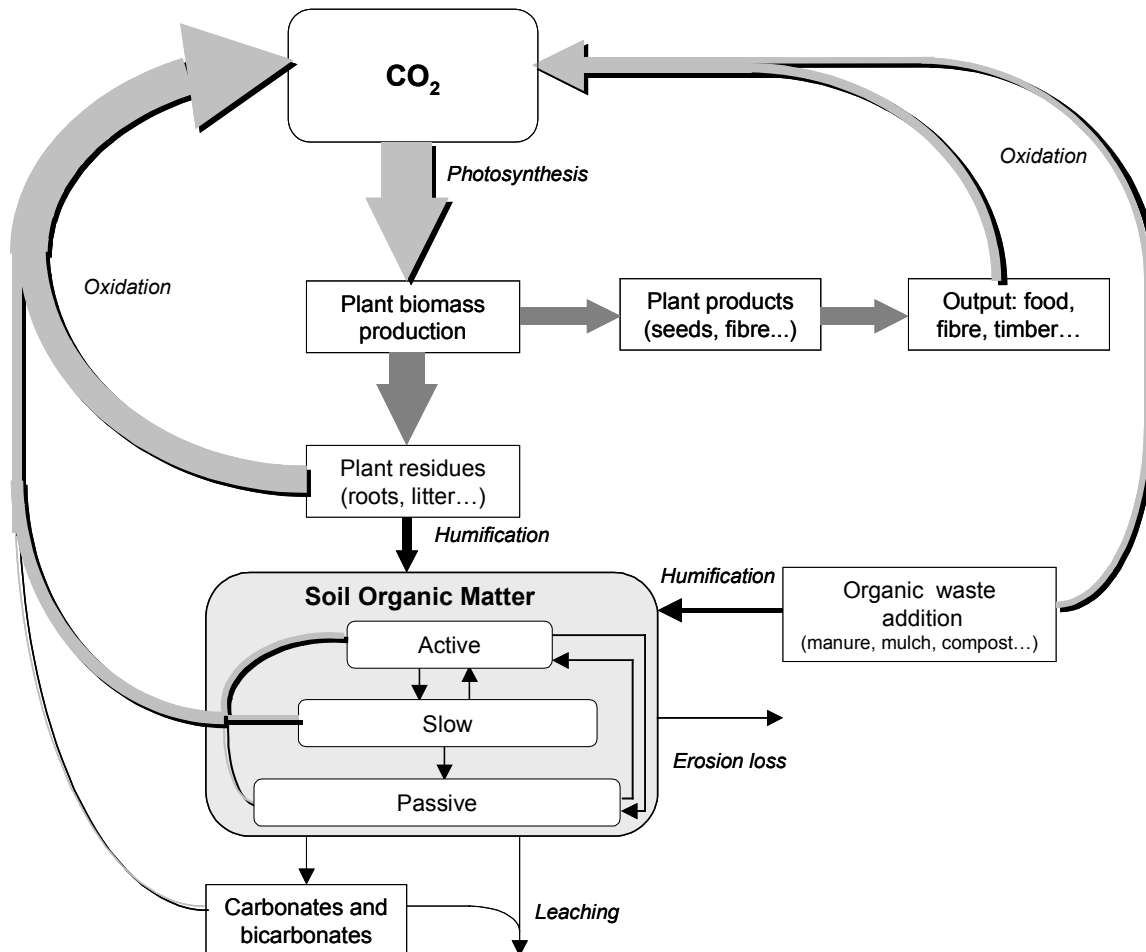 CO2
Photosynthesis
Oxidation
Oxidation
Plant biomass
production
Plant products
(seeds, fibre...)
Output: food,
fibre, timber…
Plant residues
(roots, litter…)
Humification
Humification
Organic waste
addition
(manure, mulch, compost…)
Soil Organic Matter
Active
Slow
Passive
Erosion loss
Carbonates and
bicarbonates
Leaching